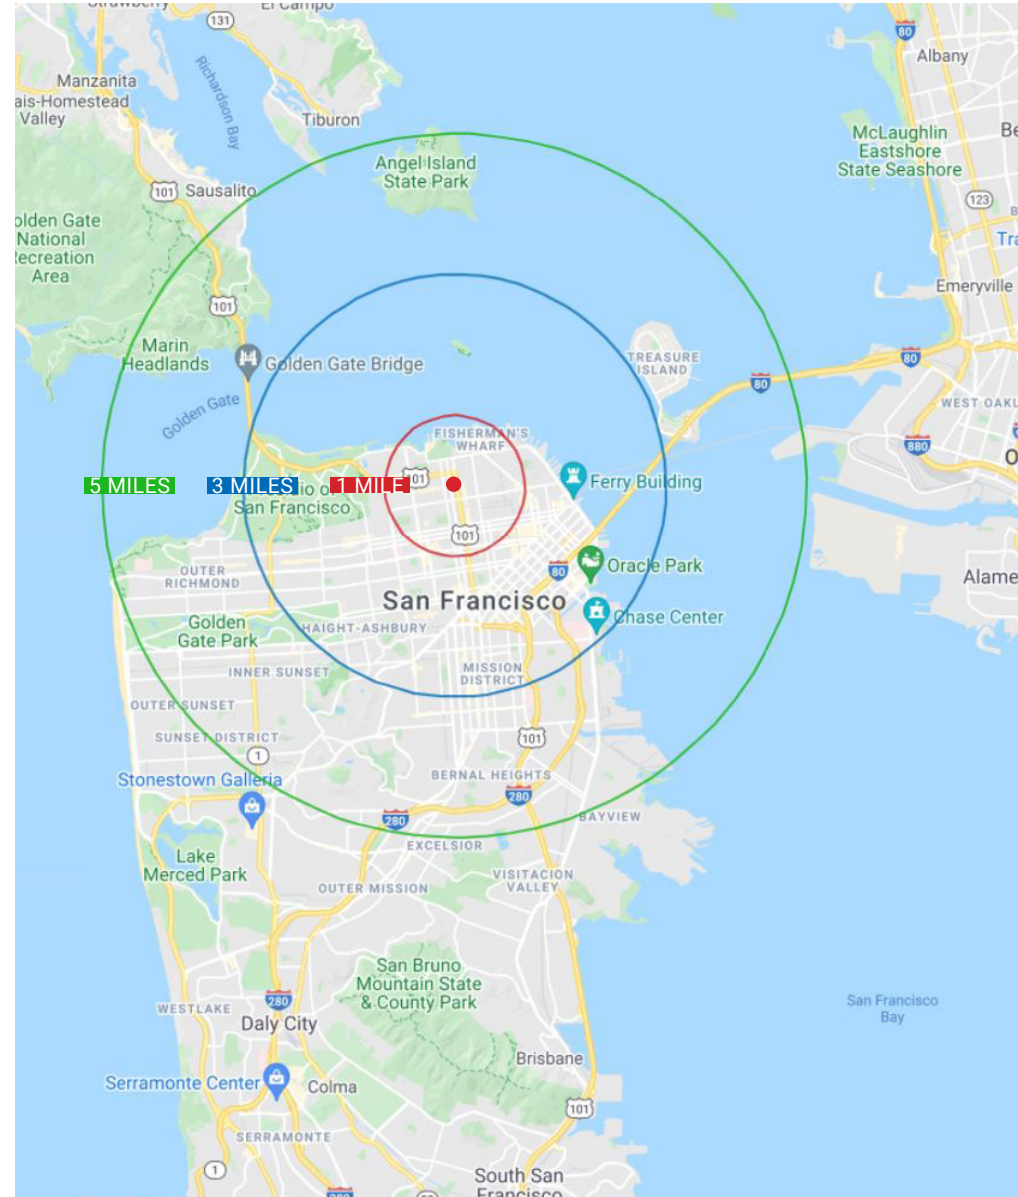 Strawberry
El Campo
131
80
Albany
Manzanita
ais-Homestead
Valley
Richardson Bay
Tiburon
McLaughlin
Eastshore
State Seashore
Be
Angel Island
State Park
101
Sausalito
123
B
olden Gate
National
Recreation
Area
Tra
Emeryville
101
Marin
Headlands
Golden Gate Bridge
TREASURE
ISLAND
80
80
Golden Gate
WEST OAKL
FISHERMAN'S
WHARF
880
O
5 MILES
3 MILES
1 MILE
101
io o
San Francisco
Ferry Building
101
OUTER
RICHMOND
80
Oracle Park
Alame
San Francisco
Golden
Gate Park
HAIGHT-ASHBURY
Chase Center
INNER SUNSET
MISSION
DISTRICT
OUTER SUNSET
SUNSET DISTRICT
101
1
Stonestown Galleria
BERNAL HEIGHTS
280
280
BAYVIEW
EXCELSIOR
Lake
Merced Park
OUTER MISSION
VISITACION
VALLEY
San Bruno
Mountain State
& County Park
280
WESTLAKE
Daly City
San Francisco
Bay
Brisbane
Serramonte Center
Colma
101
SERRAMONTE
1
South San
Francisco
280